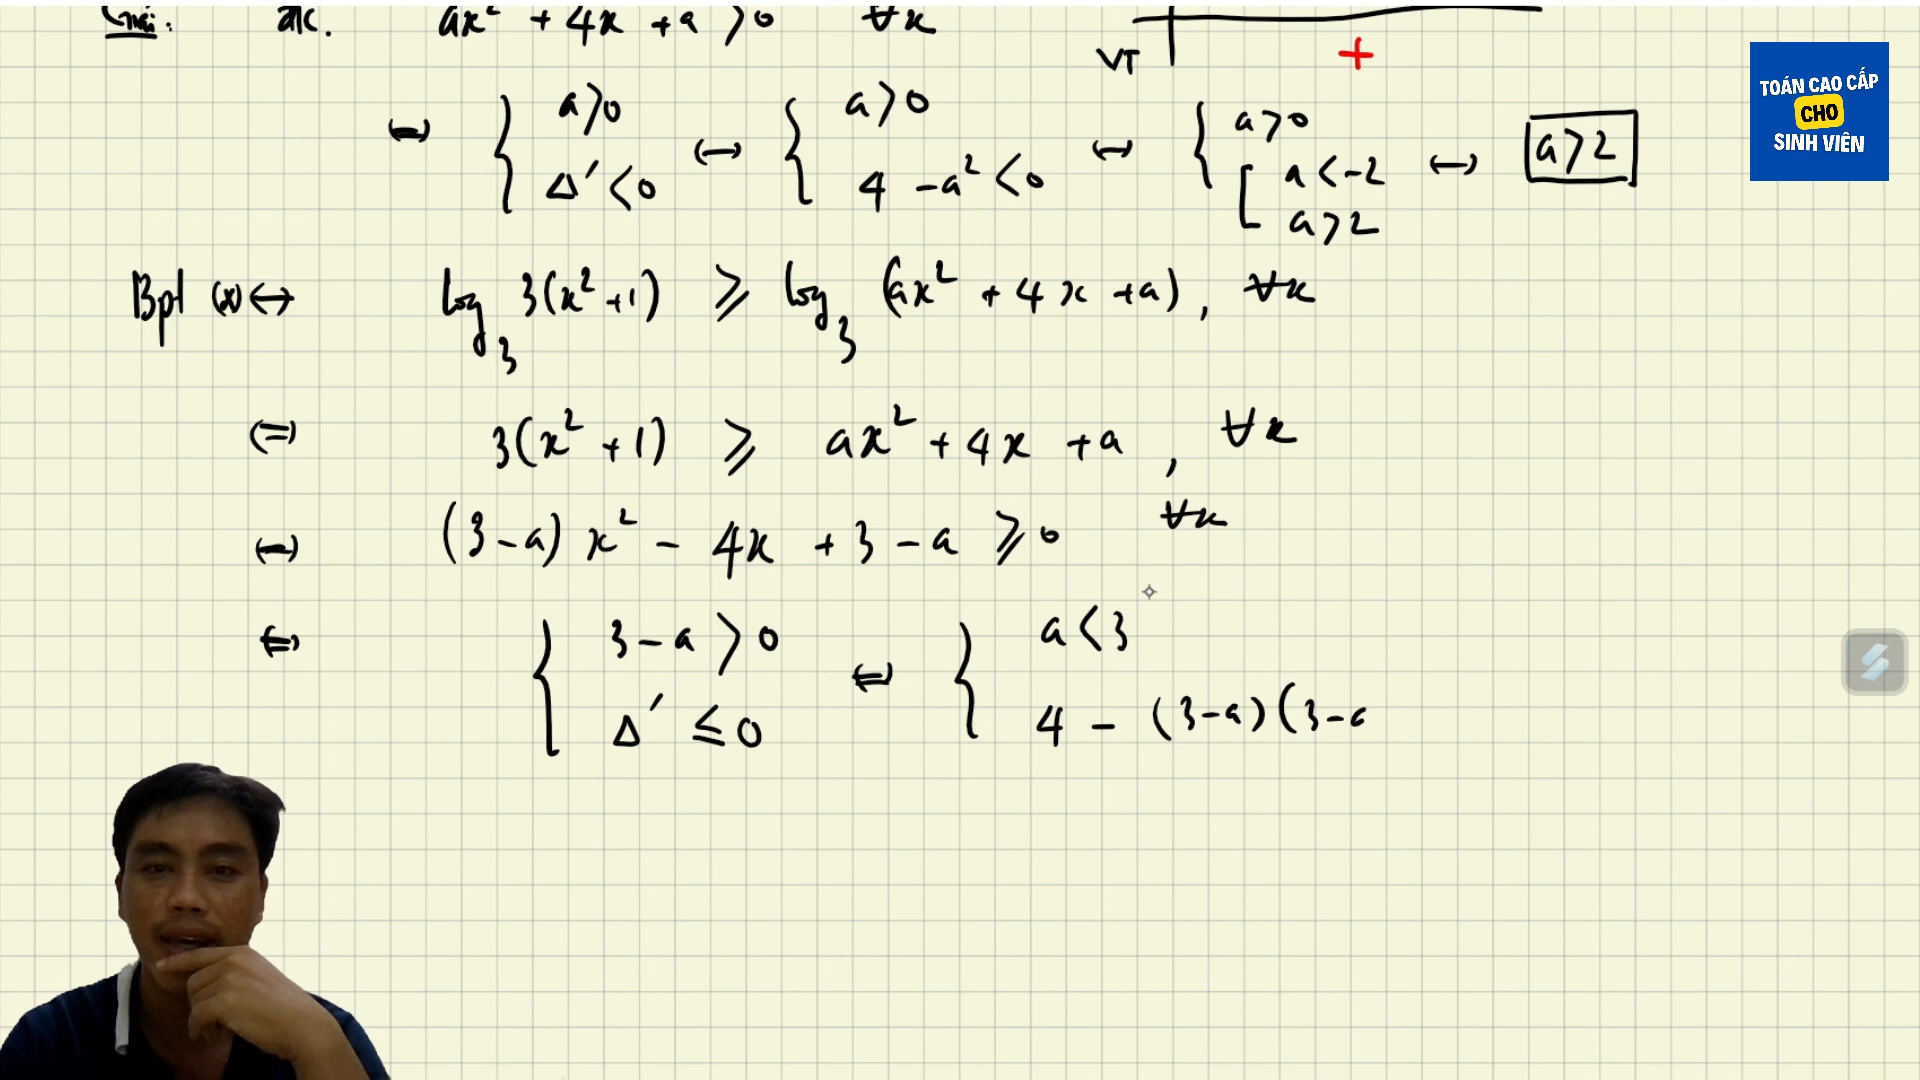 Giải: ĐK. ax² + 4x + a > 0 ∀x
VT +
⟷ { a > 0 ⟷ { a > 0 ⟷ { a > 0
Δ' < 0 4 - a² < 0 [ a < -2 ⟷ a > 2
a > 2
Bpt (*) ⟷ log₃ 3(x² + 1) ⩾ log₃ (ax² + 4x + a), ∀x
⟺ 3(x² + 1) ⩾ ax² + 4x + a, ∀x
⟷ (3 - a) x² - 4x + 3 - a ⩾ 0 ∀x
⟺ { 3 - a > 0 ⟺ { a < 3
Δ' ≤ 0 4 - (3 - a)(3 - a
TOÁN CAO CẤP
CHO
SINH VIÊN